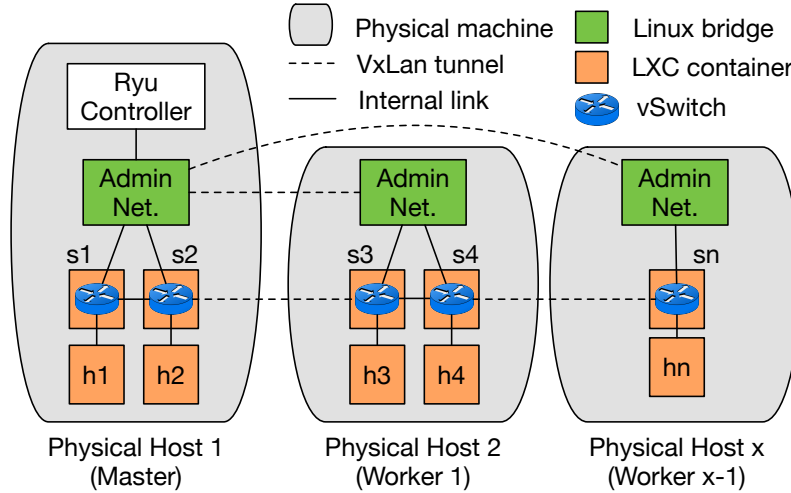 Physical machine
VxLan tunnel
Internal link
Linux bridge
LXC container
vSwitch
Ryu
Controller
Admin
Net.
Admin
Net.
Admin
Net.
s1
s2
s3
s4
sn
h1
h2
h3
h4
hn
Physical Host 1
(Master)
Physical Host 2
(Worker 1)
Physical Host x
(Worker x-1)